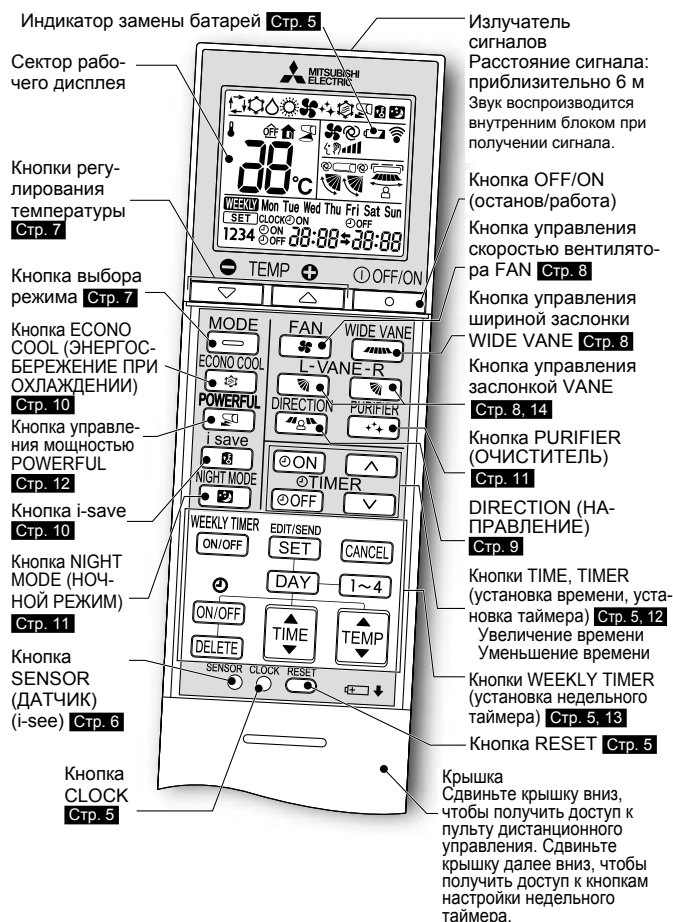 Индикатор замены батарей Стр. 5
Сектор рабо-
чего дисплея
Кнопки регу-
лирования
температуры
Стр. 7
Кнопка выбора
режима Стр. 7
Кнопка ECONO
COOL (ЭНЕРГОС-
БЕРЕЖЕНИЕ ПРИ
ОХЛАЖДЕНИИ)
Стр. 10
Кнопка управле-
ния мощностью
POWERFUL
Стр. 12
Кнопка i-save
Стр. 10
Кнопка NIGHT
MODE (НОЧ-
НОЙ РЕЖИМ)
Стр. 11
Кнопка
SENSOR
(ДАТЧИК)
(i-see) Стр. 6
Кнопка
CLOCK
Стр. 5
MITSUBISHI
ELECTRIC
88°C
WEEKLY Mon Tue Wed Thu Fri Sat Sun
SET CLOCK ON OFF
1234 ON OFF 88:88 88:88
TEMP OFF/ON
MODE FAN WIDE VANE
ECONO COOL L-VANE-R
POWERFUL DIRECTION PURIFIER
i save ON
TIMER
NIGHT MODE OFF
WEEKLY TIMER EDIT/SEND
ON/OFF SET CANCEL
DAY 1~4
ON/OFF TIME TEMP
DELETE
SENSOR CLOCK RESET
Излучатель
сигналов
Расстояние сигнала:
приблизительно 6 м
Звук воспроизводится
внутренним блоком при
получении сигнала.
Кнопка OFF/ON
(останов/работа)
Кнопка управления
скоростью вентилято-
ра FAN Стр. 8
Кнопка управления
шириной заслонки
WIDE VANE Стр. 8
Кнопка управления
заслонкой VANE
Стр. 8, 14
Кнопка PURIFIER
(ОЧИСТИТЕЛЬ)
Стр. 11
DIRECTION (НА-
ПРАВЛЕНИЕ)
Стр. 9
Кнопки TIME, TIMER
(установка времени, уста-
новка таймера) Стр. 5, 12
Увеличение времени
Уменьшение времени
Кнопки WEEKLY TIMER
(установка недельного
таймера) Стр. 5, 13
Кнопка RESET Стр. 5
Крышка
Сдвиньте крышку вниз,
чтобы получить доступ к
пульту дистанционного
управления. Сдвиньте
крышку далее вниз, чтобы
получить доступ к кнопкам
настройки недельного
таймера.